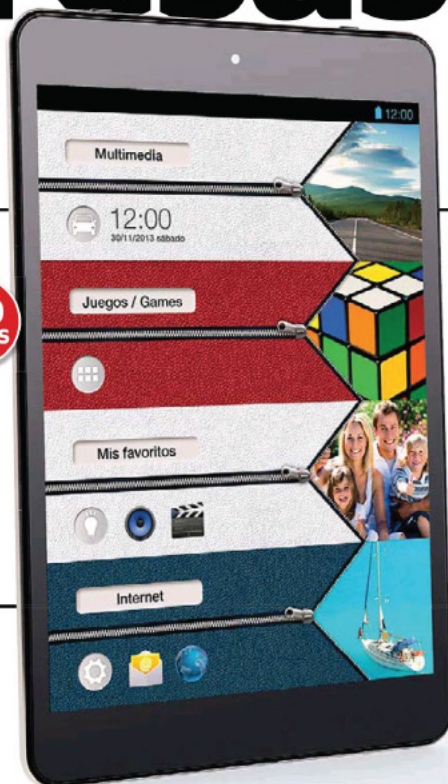 12:00
Multimedia
12:00
30/11/2013 sábado
Juegos / Games
Mis favoritos
Internet